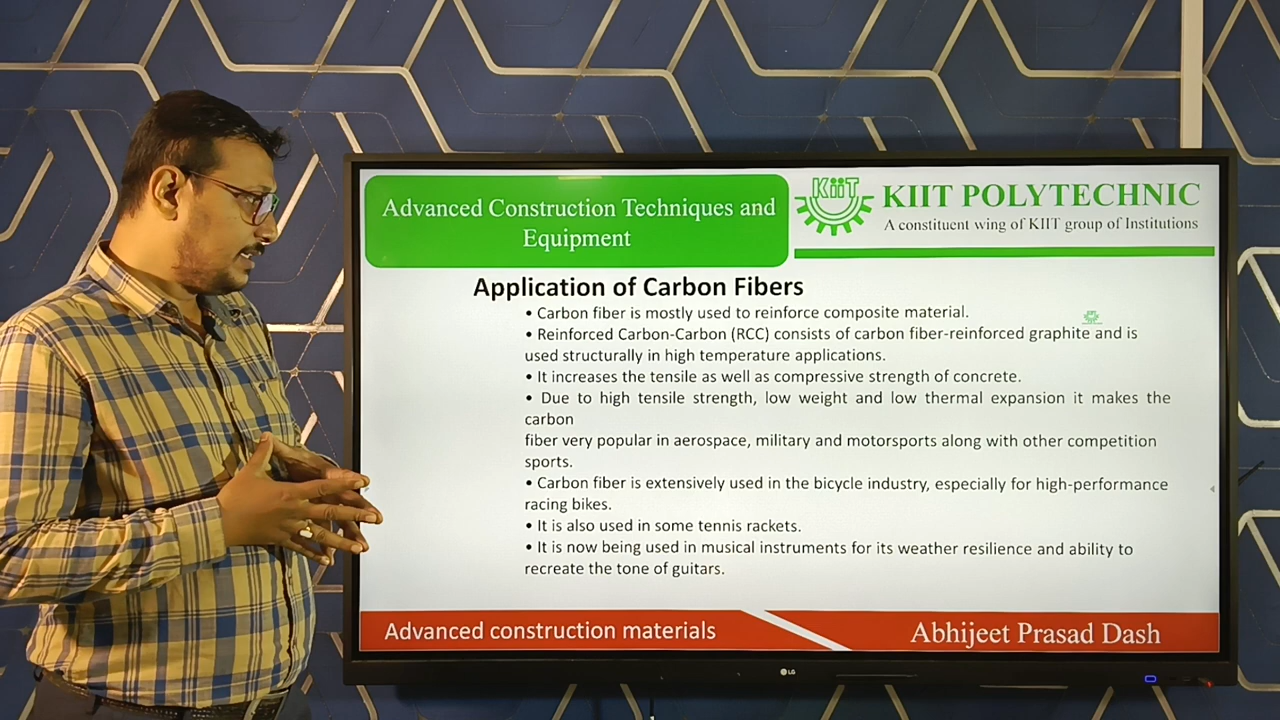 Advanced Construction Techniques and
Equipment
KiiT
KIIT POLYTECHNIC
A constituent wing of KIIT group of Institutions
Application of Carbon Fibers
• Carbon fiber is mostly used to reinforce composite material.
• Reinforced Carbon-Carbon (RCC) consists of carbon fiber-reinforced graphite and is
used structurally in high temperature applications.
• It increases the tensile as well as compressive strength of concrete.
• Due to high tensile strength, low weight and low thermal expansion it makes the
carbon
fiber very popular in aerospace, military and motorsports along with other competition
sports.
• Carbon fiber is extensively used in the bicycle industry, especially for high-performance
racing bikes.
• It is also used in some tennis rackets.
• It is now being used in musical instruments for its weather resilience and ability to
recreate the tone of guitars.
Advanced construction materials
Abhijeet Prasad Dash
LG